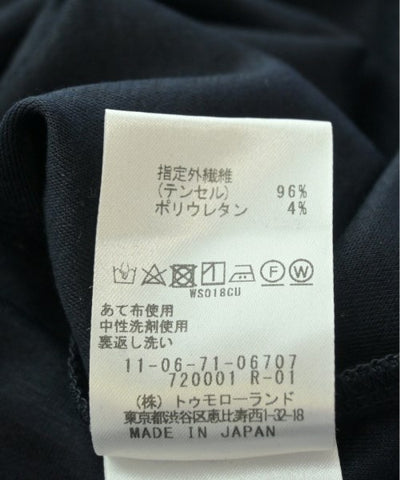 指定外繊維
(テンセル) 96%
ポリウレタン 4%
F W
WS018CU
あて布使用
中性洗剤使用
裏返し洗い
11-06-71-06707
720001 R-01
(株) トゥモローランド
東京都渋谷区恵比寿西1-32-18
MADE IN JAPAN